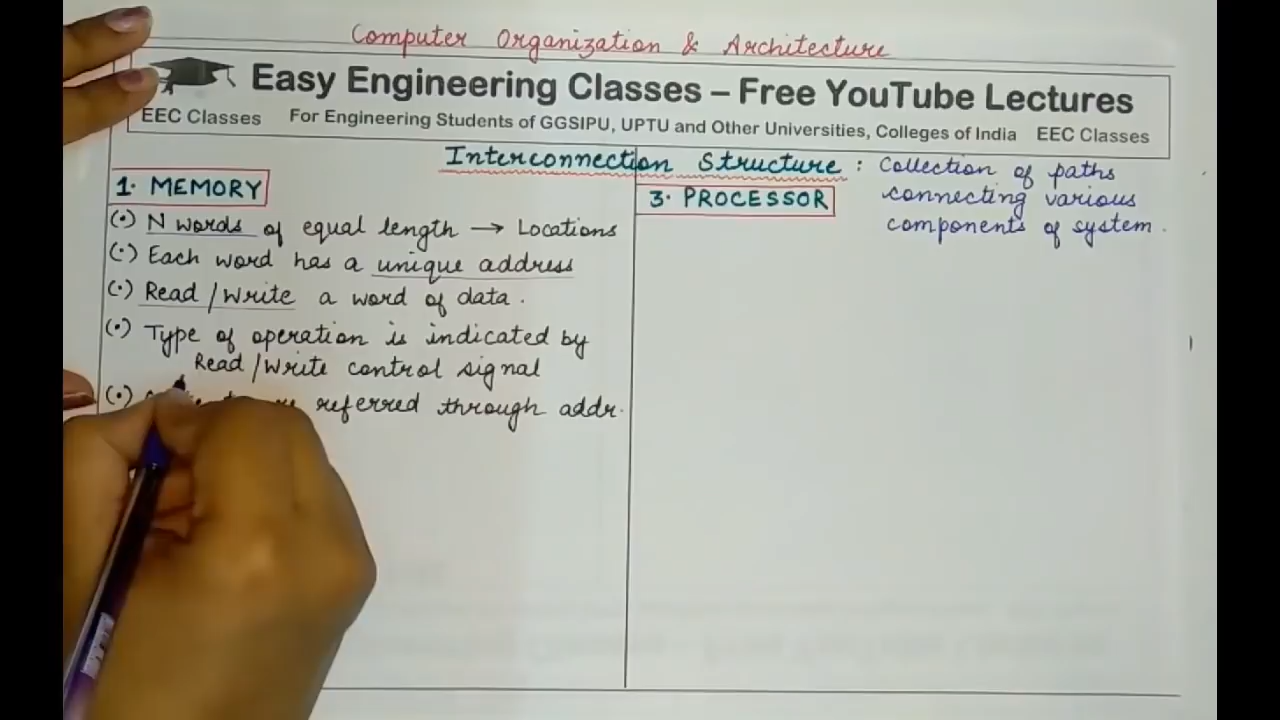 Computer Organization & Architecture
Easy Engineering Classes – Free YouTube Lectures
EEC Classes For Engineering Students of GGSIPU, UPTU and Other Universities, Colleges of India EEC Classes
Interconnection Structure : Collection of paths
connecting various
components of system.
1. MEMORY
(•) N words of equal length → Locations
(•) Each word has a unique address
(•) Read/Write a word of data.
(•) Type of operation is indicated by
Read/Write control signal
(•) referred through addr.
3. PROCESSOR